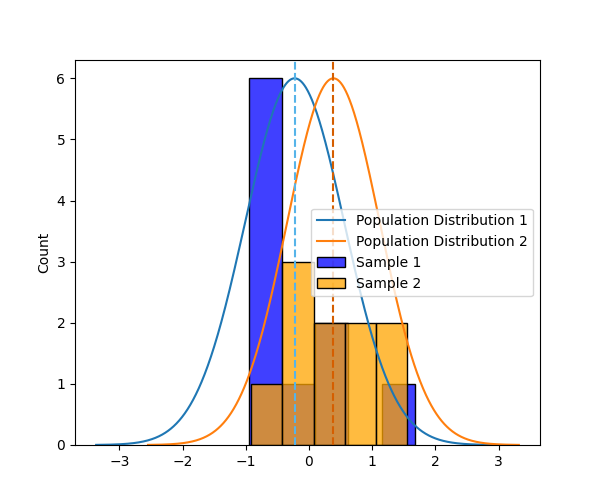 6
5
4
3
2
1
0
Count
Population Distribution 1
Population Distribution 2
Sample 1
Sample 2
−3
−2
−1
0
1
2
3